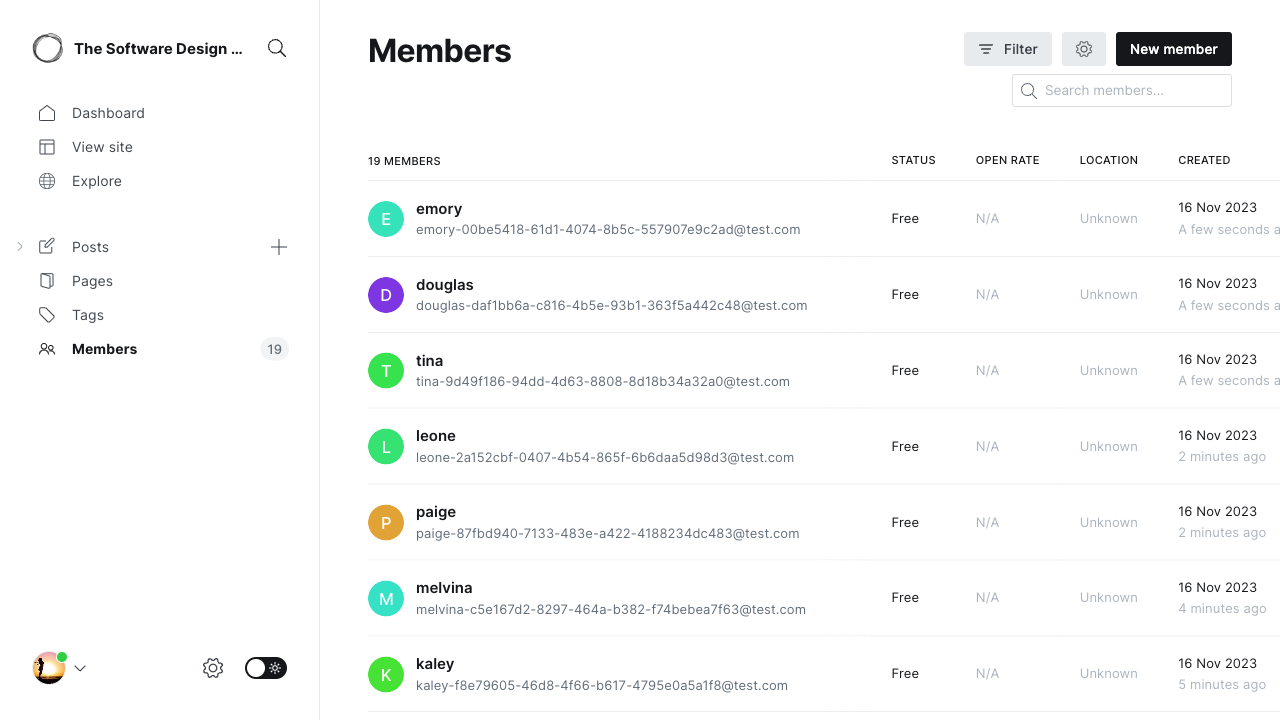 The Software Design ...
Dashboard
View site
Explore
Posts
Pages
Tags
Members
19
Members
Filter
New member
Search members...
19 MEMBERS STATUS OPEN RATE LOCATION CREATED
E emory Free N/A Unknown 16 Nov 2023
emory-00be5418-61d1-4074-8b5c-557907e9c2ad@test.com A few seconds a
D douglas Free N/A Unknown 16 Nov 2023
douglas-daf1bb6a-c816-4b5e-93b1-363f5a442c48@test.com A few seconds a
T tina Free N/A Unknown 16 Nov 2023
tina-9d49f186-94dd-4d63-8808-8d18b34a32a0@test.com A few seconds a
L leone Free N/A Unknown 16 Nov 2023
leone-2a152cbf-0407-4b54-865f-6b6daa5d98d3@test.com 2 minutes ago
P paige Free N/A Unknown 16 Nov 2023
paige-87fbd940-7133-483e-a422-4188234dc483@test.com 2 minutes ago
M melvina Free N/A Unknown 16 Nov 2023
melvina-c5e167d2-8297-464a-b382-f74bebea7f63@test.com 4 minutes ago
K kaley Free N/A Unknown 16 Nov 2023
kaley-f8e79605-46d8-4f66-b617-4795e0a5a1f8@test.com 5 minutes ago